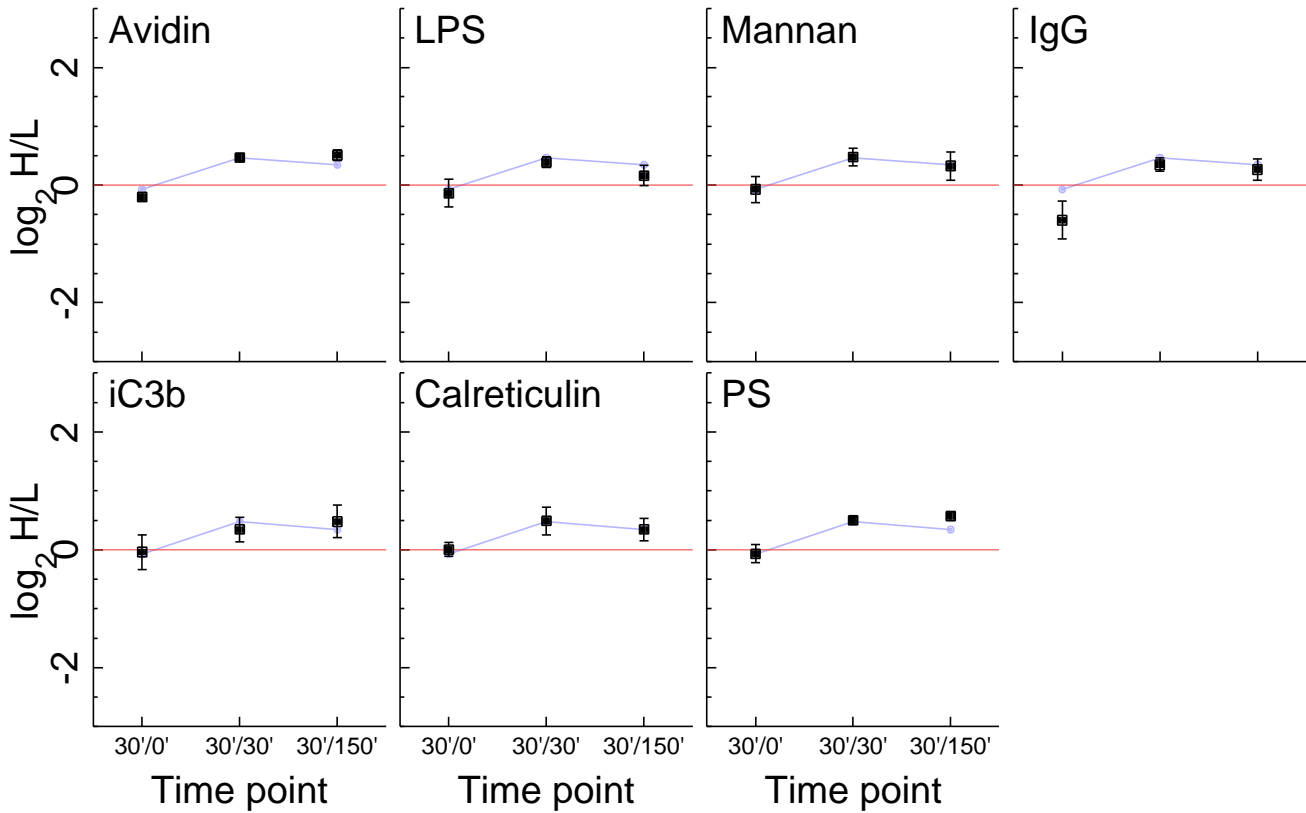 Avidin
LPS
Mannan
IgG
2
0
-2
log2 H/L
iC3b
Calreticulin
PS
2
0
-2
log2 H/L
30'/0' 30'/30' 30'/150'
30'/0' 30'/30' 30'/150'
30'/0' 30'/30' 30'/150'
Time point
Time point
Time point